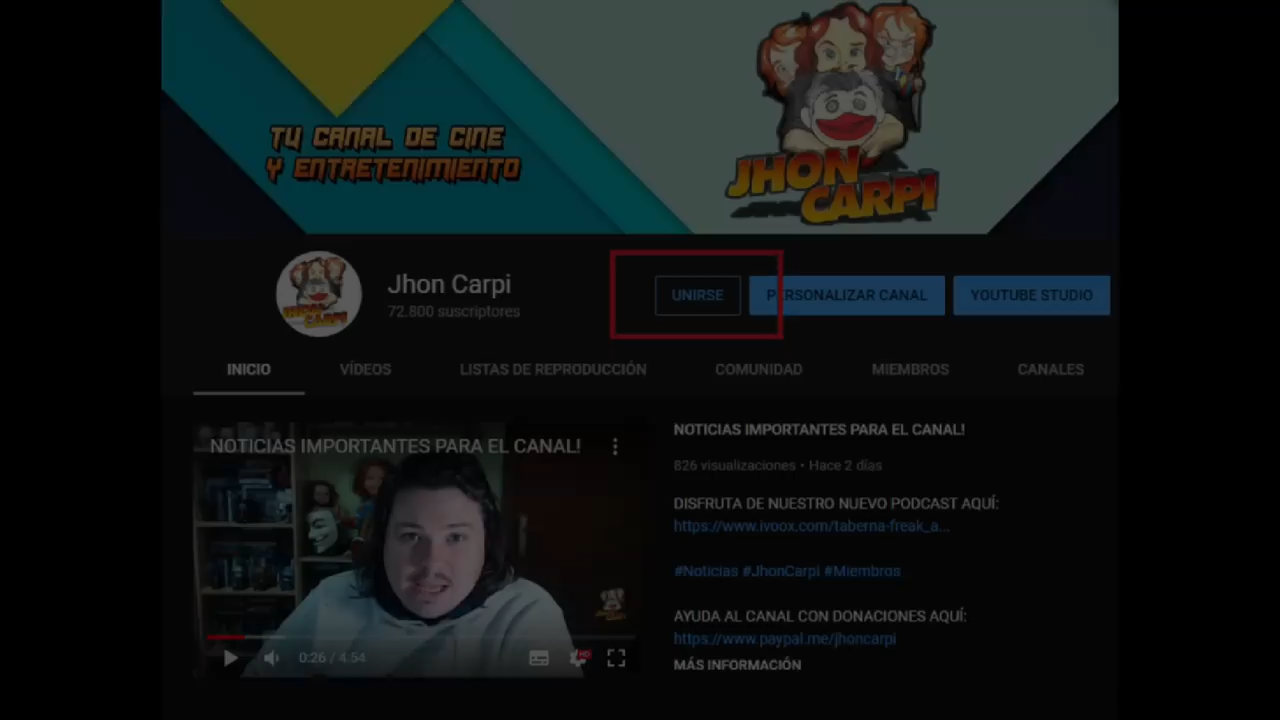 TU CANAL DE CINE
Y ENTRETENIMIENTO
JHON
CARPI
Jhon Carpi
72.800 suscriptores
UNIRSE
PERSONALIZAR CANAL
YOUTUBE STUDIO
INICIO
VÍDEOS
LISTAS DE REPRODUCCIÓN
COMUNIDAD
MIEMBROS
CANALES
NOTICIAS IMPORTANTES PARA EL CANAL!
0:26 / 4:54
HD
NOTICIAS IMPORTANTES PARA EL CANAL!
826 visualizaciones • Hace 2 días
DISFRUTA DE NUESTRO NUEVO PODCAST AQUÍ:
https://www.ivoox.com/taberna-freak_a...
#Noticias #JhonCarpi #Miembros
AYUDA AL CANAL CON DONACIONES AQUÍ:
https://www.paypal.me/jhoncarpi
MÁS INFORMACIÓN